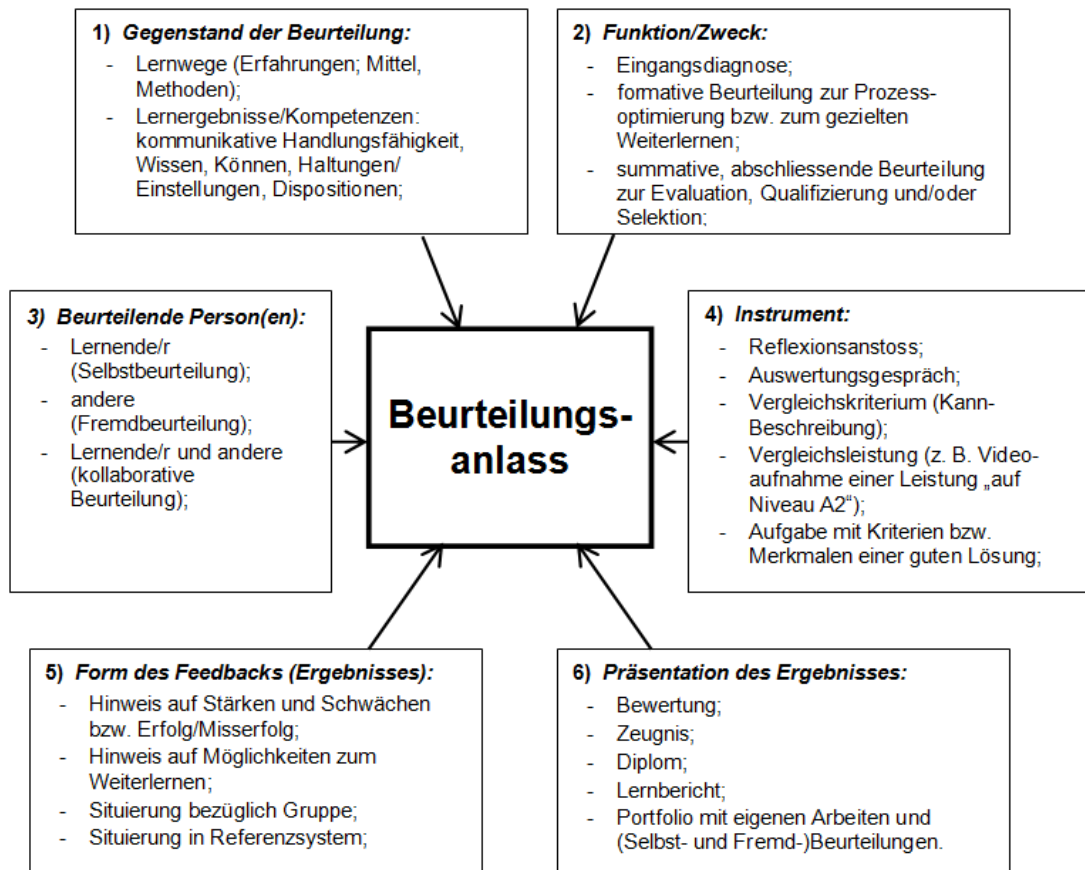 1) Gegenstand der Beurteilung:
- Lernwege (Erfahrungen; Mittel,
Methoden);
- Lernergebnisse/Kompetenzen:
kommunikative Handlungsfähigkeit,
Wissen, Können, Haltungen/
Einstellungen, Dispositionen;
2) Funktion/Zweck:
- Eingangsdiagnose;
- formative Beurteilung zur Prozess-
optimierung bzw. zum gezielten
Weiterlernen;
- summative, abschliessende Beurteilung
zur Evaluation, Qualifizierung und/oder
Selektion;
3) Beurteilende Person(en):
- Lernende/r
(Selbstbeurteilung);
- andere
(Fremdbeurteilung);
- Lernende/r und andere
(kollaborative
Beurteilung);
Beurteilungs-
anlass
4) Instrument:
- Reflexionsanstoss;
- Auswertungsgespräch;
- Vergleichskriterium (Kann-
Beschreibung);
- Vergleichsleistung (z. B. Video-
aufnahme einer Leistung „auf
Niveau A2“);
- Aufgabe mit Kriterien bzw.
Merkmalen einer guten Lösung;
5) Form des Feedbacks (Ergebnisses):
- Hinweis auf Stärken und Schwächen
bzw. Erfolg/Misserfolg;
- Hinweis auf Möglichkeiten zum
Weiterlernen;
- Situierung bezüglich Gruppe;
- Situierung in Referenzsystem;
6) Präsentation des Ergebnisses:
- Bewertung;
- Zeugnis;
- Diplom;
- Lernbericht;
- Portfolio mit eigenen Arbeiten und
(Selbst- und Fremd-)Beurteilungen.